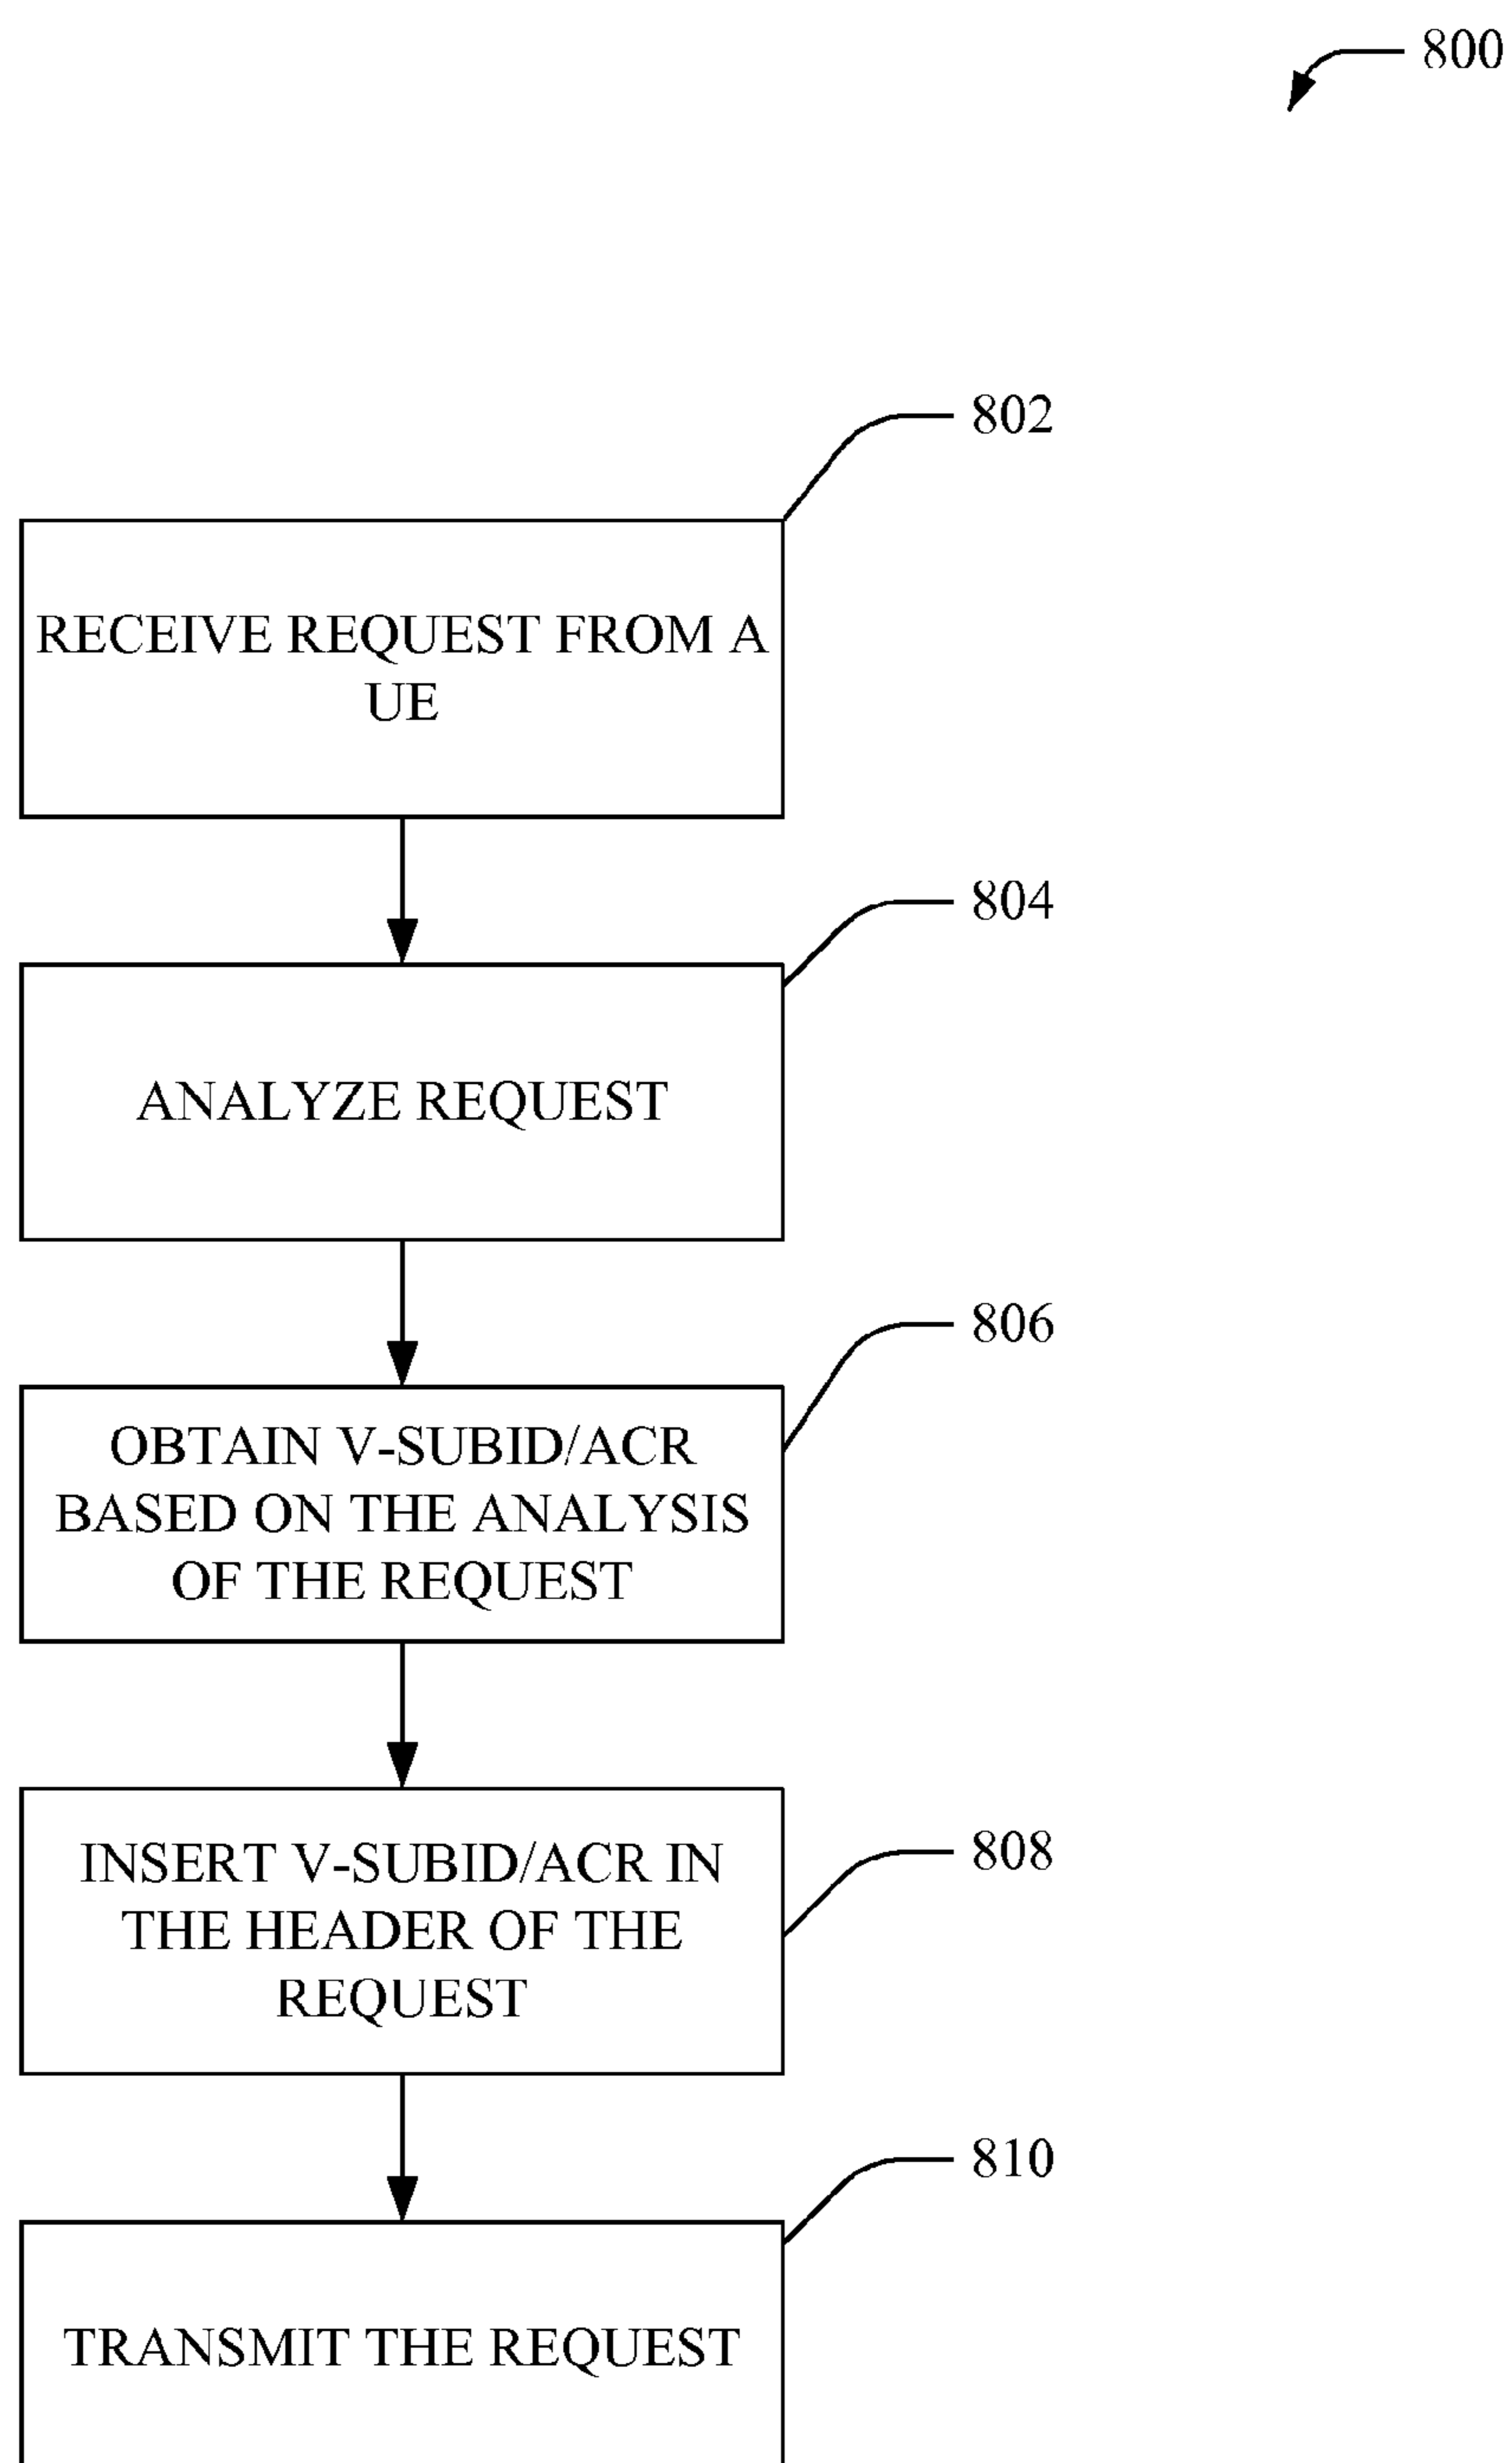 800
802
RECEIVE REQUEST FROM A
UE
804
ANALYZE REQUEST
806
OBTAIN V-SUBID/ACR
BASED ON THE ANALYSIS
OF THE REQUEST
808
INSERT V-SUBID/ACR IN
THE HEADER OF THE
REQUEST
810
TRANSMIT THE REQUEST